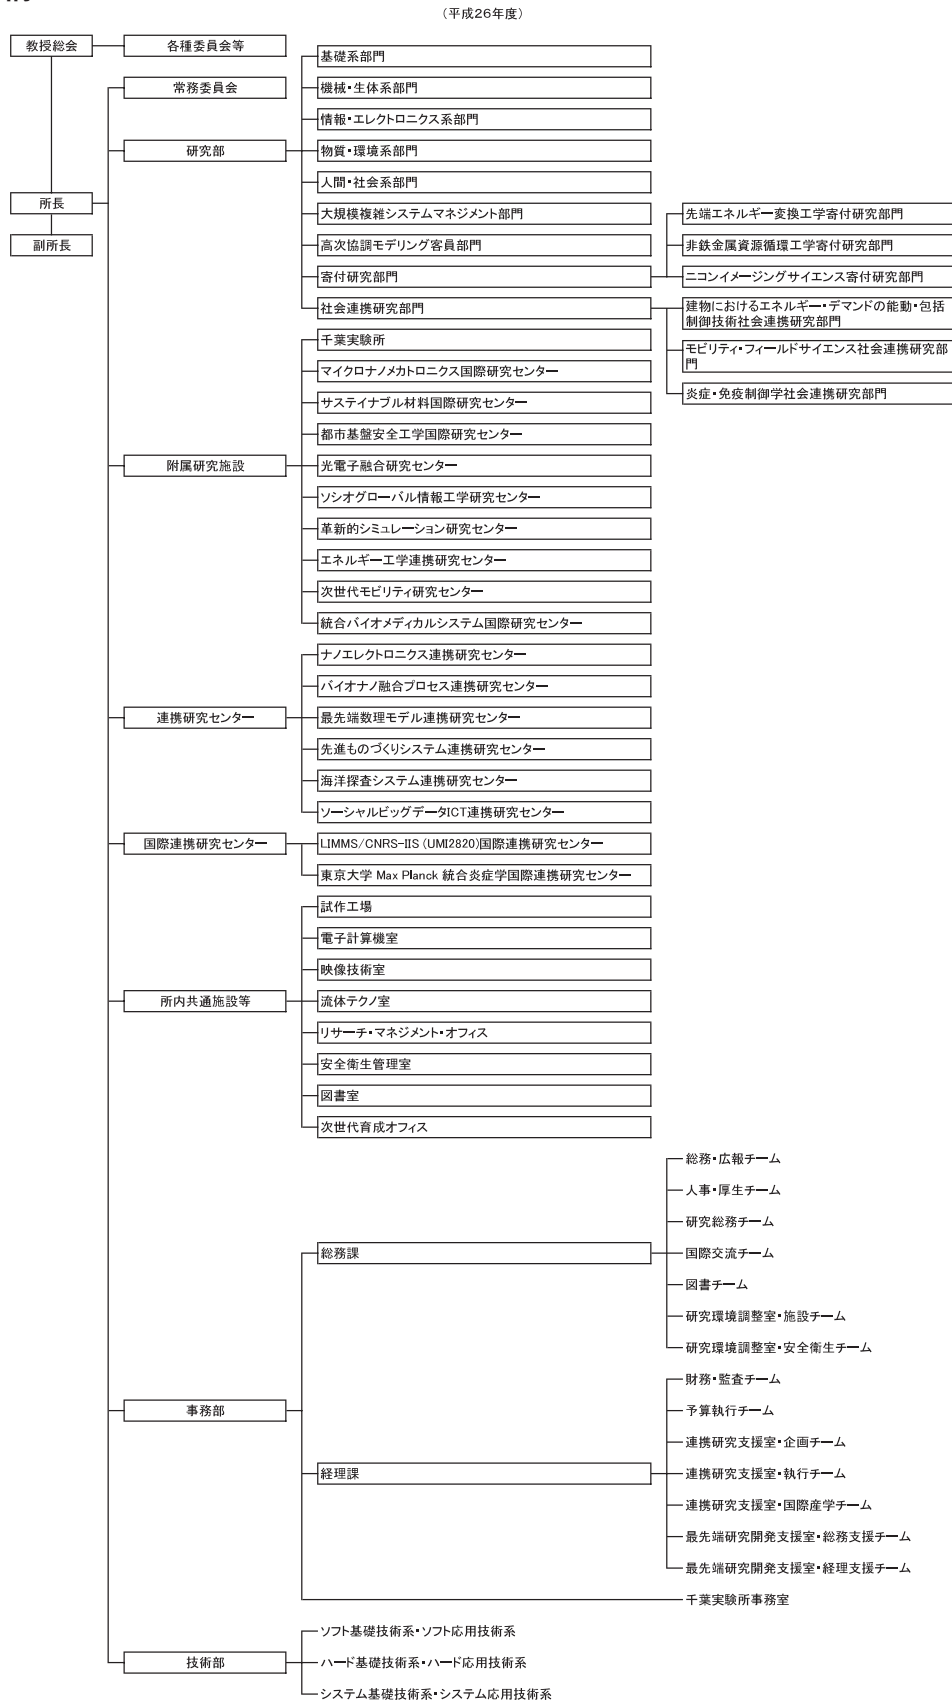 (平成26年度)
教授総会
各種委員会等
常務委員会
所長
副所長
研究部
基礎系部門
機械・生体系部門
情報・エレクトロニクス系部門
物質・環境系部門
人間・社会系部門
大規模複雑システムマネジメント部門
高次協調モデリング客員部門
寄付研究部門
先端エネルギー変換工学寄付研究部門
非鉄金属資源循環工学寄付研究部門
ニコンイメージングサイエンス寄付研究部門
社会連携研究部門
建物におけるエネルギー・デマンドの能動・包括
制御技術社会連携研究部門
モビリティ・フィールドサイエンス社会連携研究部
門
炎症・免疫制御学社会連携研究部門
附属研究施設
千葉実験所
マイクロナノメカトロニクス国際研究センター
サステイナブル材料国際研究センター
都市基盤安全工学国際研究センター
光電子融合研究センター
ソシオグローバル情報工学研究センター
革新的シミュレーション研究センター
エネルギー工学連携研究センター
次世代モビリティ研究センター
統合バイオメディカルシステム国際研究センター
連携研究センター
ナノエレクトロニクス連携研究センター
バイオナノ融合プロセス連携研究センター
最先端数理モデル連携研究センター
先進ものづくりシステム連携研究センター
海洋探査システム連携研究センター
ソーシャルビッグデータICT連携研究センター
国際連携研究センター
LIMMS/CNRS-IIS (UMI2820)国際連携研究センター
東京大学 Max Planck 統合炎症学国際連携研究センター
所内共通施設等
試作工場
電子計算機室
映像技術室
流体テクノ室
リサーチ・マネジメント・オフィス
安全衛生管理室
図書室
次世代育成オフィス
事務部
総務課
総務・広報チーム
人事・厚生チーム
研究総務チーム
国際交流チーム
図書チーム
研究環境調整室・施設チーム
研究環境調整室・安全衛生チーム
経理課
財務・監査チーム
予算執行チーム
連携研究支援室・企画チーム
連携研究支援室・執行チーム
連携研究支援室・国際産学チーム
最先端研究開発支援室・総務支援チーム
最先端研究開発支援室・経理支援チーム
千葉実験所事務室
技術部
ソフト基礎技術系・ソフト応用技術系
ハード基礎技術系・ハード応用技術系
システム基礎技術系・システム応用技術系